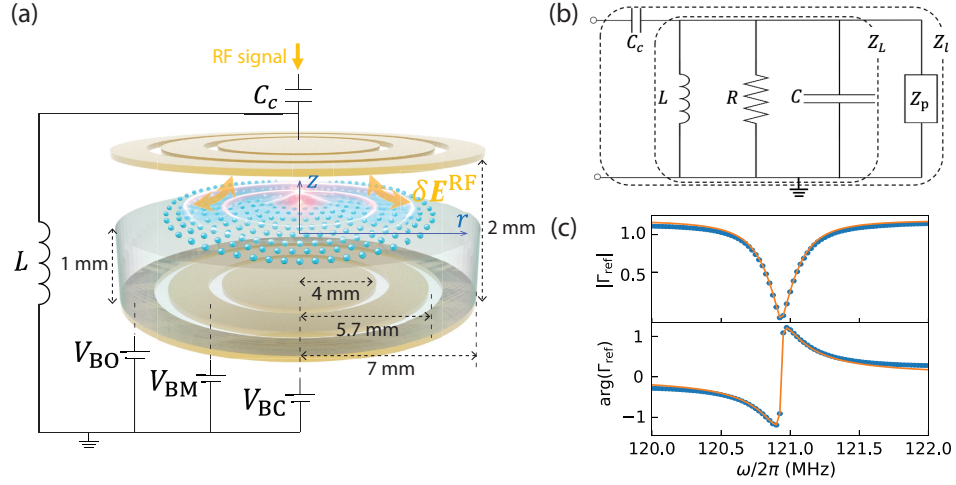 (a)
RF signal
C_c
z
δE^RF
r
2 mm
L
1 mm
4 mm
5.7 mm
7 mm
V_BO
V_BM
V_BC
(b)
C_c
Z_L
Z_l
L
R
C
Z_p
(c)
1.0
0.5
|Γ_ref|
1
0
−1
arg(Γ_ref)
120.0 120.5 121.0 121.5 122.0
ω/2π (MHz)